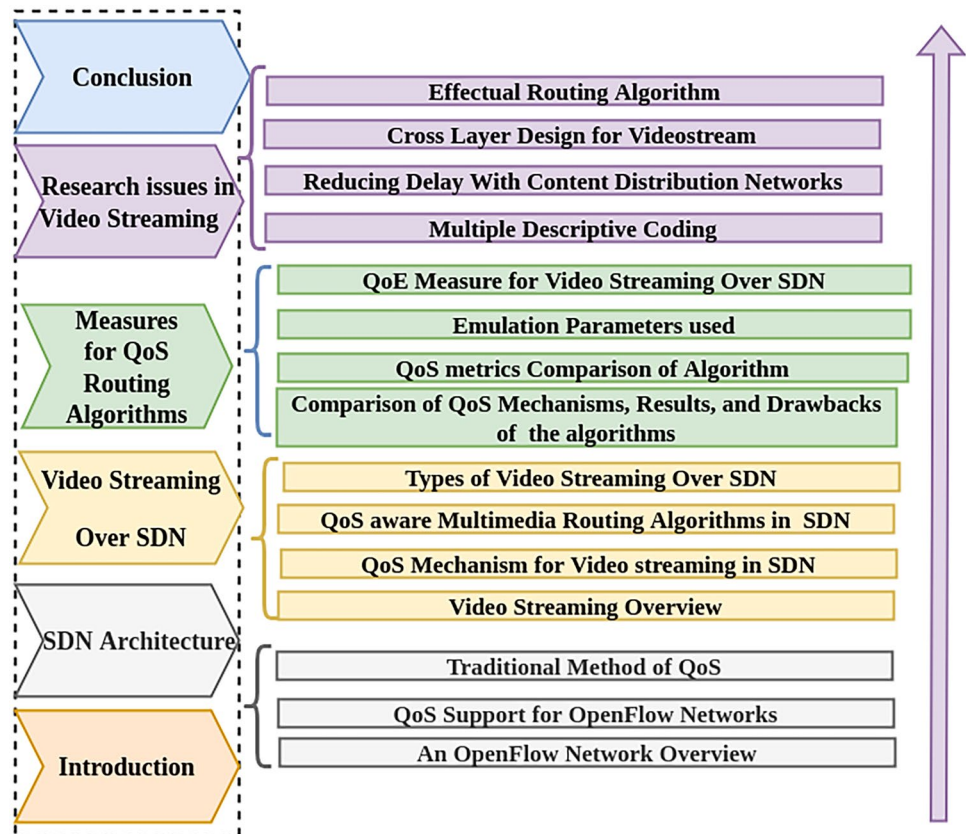 Conclusion
Effectual Routing Algorithm
Cross Layer Design for Videostream
Research issues in
Video Streaming
Reducing Delay With Content Distribution Networks
Multiple Descriptive Coding
Measures
for QoS
Routing
Algorithms
QoE Measure for Video Streaming Over SDN
Emulation Parameters used
QoS metrics Comparison of Algorithm
Comparison of QoS Mechanisms, Results, and Drawbacks
of the algorithms
Video Streaming
Over SDN
Types of Video Streaming Over SDN
QoS aware Multimedia Routing Algorithms in SDN
QoS Mechanism for Video streaming in SDN
Video Streaming Overview
SDN Architecture
Traditional Method of QoS
QoS Support for OpenFlow Networks
An OpenFlow Network Overview
Introduction